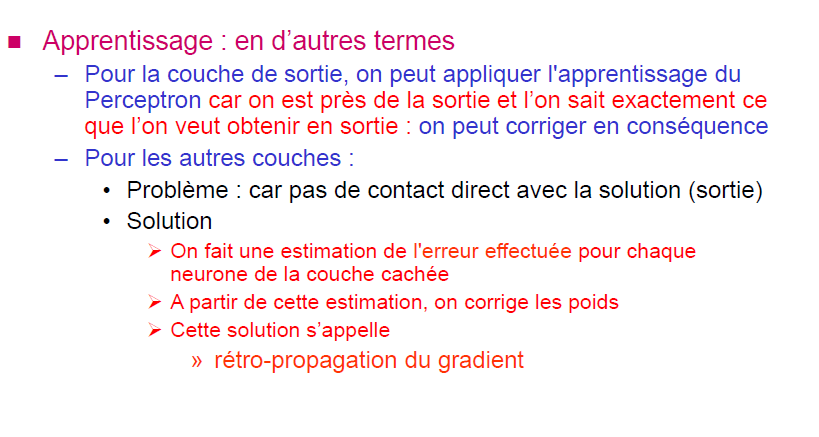 ■ Apprentissage : en d’autres termes
– Pour la couche de sortie, on peut appliquer l'apprentissage du
Perceptron car on est près de la sortie et l’on sait exactement ce
que l’on veut obtenir en sortie : on peut corriger en conséquence
– Pour les autres couches :
• Problème : car pas de contact direct avec la solution (sortie)
• Solution
➢ On fait une estimation de l'erreur effectuée pour chaque
neurone de la couche cachée
➢ A partir de cette estimation, on corrige les poids
➢ Cette solution s’appelle
» rétro-propagation du gradient